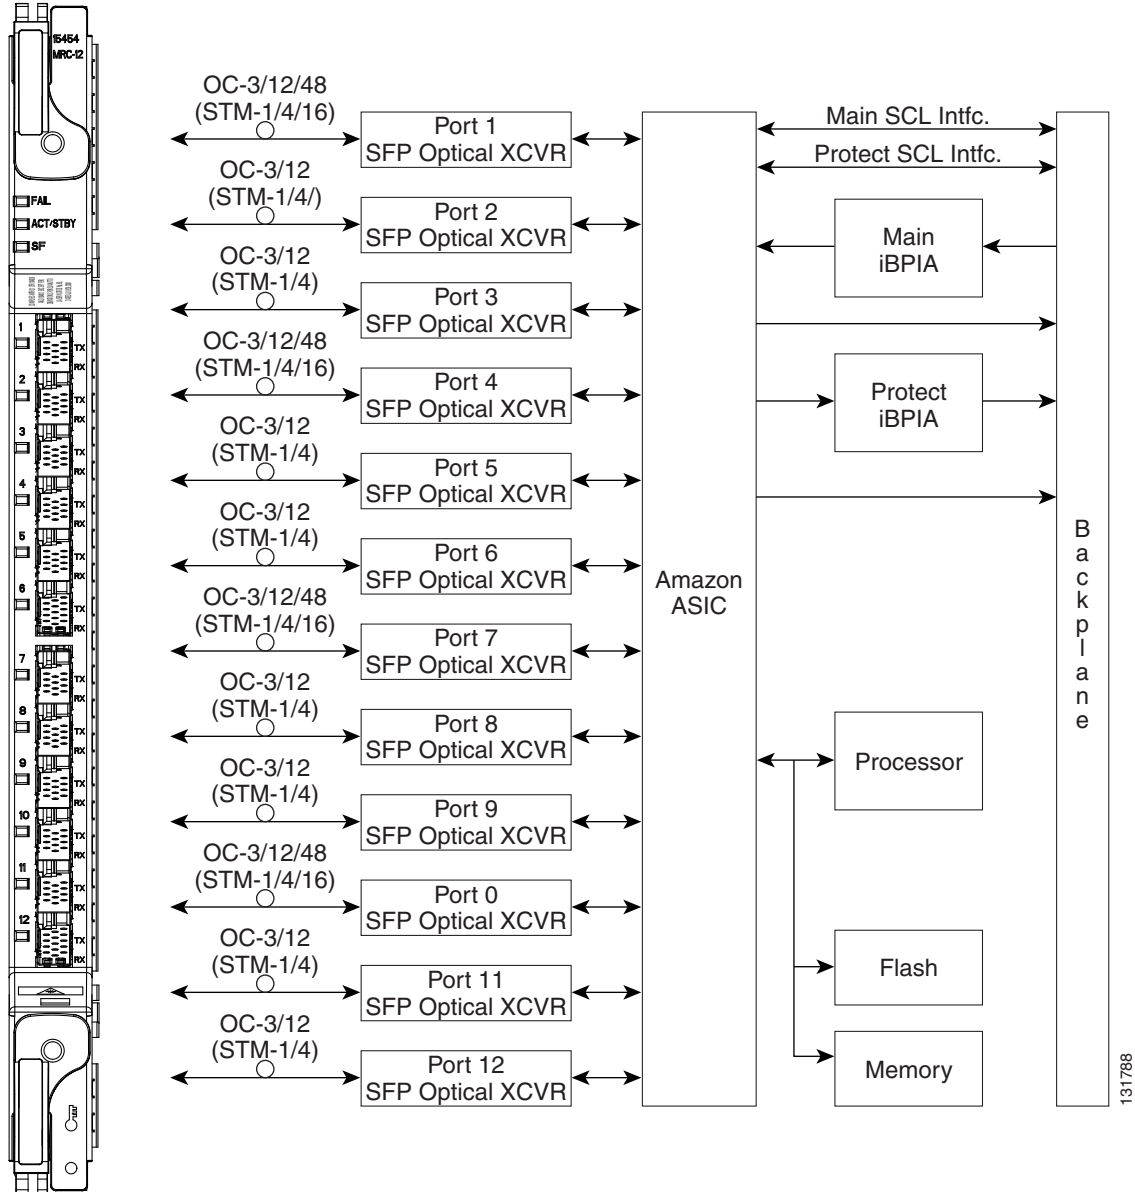 15454
MRC-12
FAIL
ACT/STBY
SF
1
TX
RX
2
TX
RX
3
TX
RX
4
TX
RX
5
TX
RX
6
TX
RX
7
TX
RX
8
TX
RX
9
TX
RX
10
TX
RX
11
TX
RX
12
TX
RX
OC-3/12/48
(STM-1/4/16)
Port 1
SFP Optical XCVR
OC-3/12
(STM-1/4/)
Port 2
SFP Optical XCVR
OC-3/12
(STM-1/4)
Port 3
SFP Optical XCVR
OC-3/12/48
(STM-1/4/16)
Port 4
SFP Optical XCVR
OC-3/12
(STM-1/4)
Port 5
SFP Optical XCVR
OC-3/12
(STM-1/4)
Port 6
SFP Optical XCVR
OC-3/12/48
(STM-1/4/16)
Port 7
SFP Optical XCVR
OC-3/12
(STM-1/4)
Port 8
SFP Optical XCVR
OC-3/12
(STM-1/4)
Port 9
SFP Optical XCVR
OC-3/12/48
(STM-1/4/16)
Port 0
SFP Optical XCVR
OC-3/12
(STM-1/4)
Port 11
SFP Optical XCVR
OC-3/12
(STM-1/4)
Port 12
SFP Optical XCVR
Amazon
ASIC
Main SCL Intfc.
Protect SCL Intfc.
Main
iBPIA
Protect
iBPIA
Processor
Flash
Memory
Backplane
131788